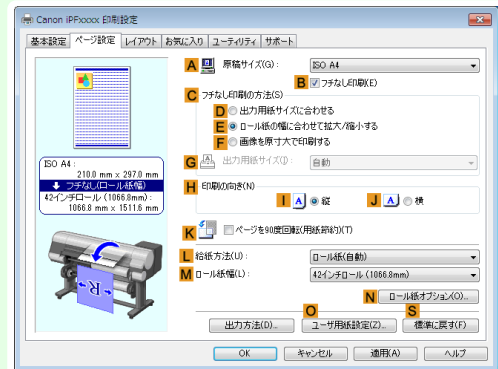 Canon iPFxxxx 印刷設定
基本設定 ページ設定 レイアウト お気に入り ユーティリティ サポート
A 原稿サイズ(G): ISO A4
B フチなし印刷(E)
C フチなし印刷の方法(S)
D 出力用紙サイズに合わせる
E ロール紙の幅に合わせて拡大/縮小する
F 画像を原寸大で印刷する
G 出力用紙サイズ(I): 自動
H 印刷の向き(N)
I A 縦 J A 横
K ページを90度回転(用紙節約)(T)
L 給紙方法(U): ロール紙(自動)
M ロール紙幅(L): 42インチロール (1066.8mm)
N ロール紙オプション(O)...
O S
出力方法(D)... ユーザ用紙設定(Z)... 標準に戻す(F)
OK キャンセル 適用(A) ヘルプ
ISO A4:
210.0 mm x 297.0 mm
フチなし(ロール紙幅)
42インチロール (1066.8mm):
1066.8 mm x 1511.6 mm
R